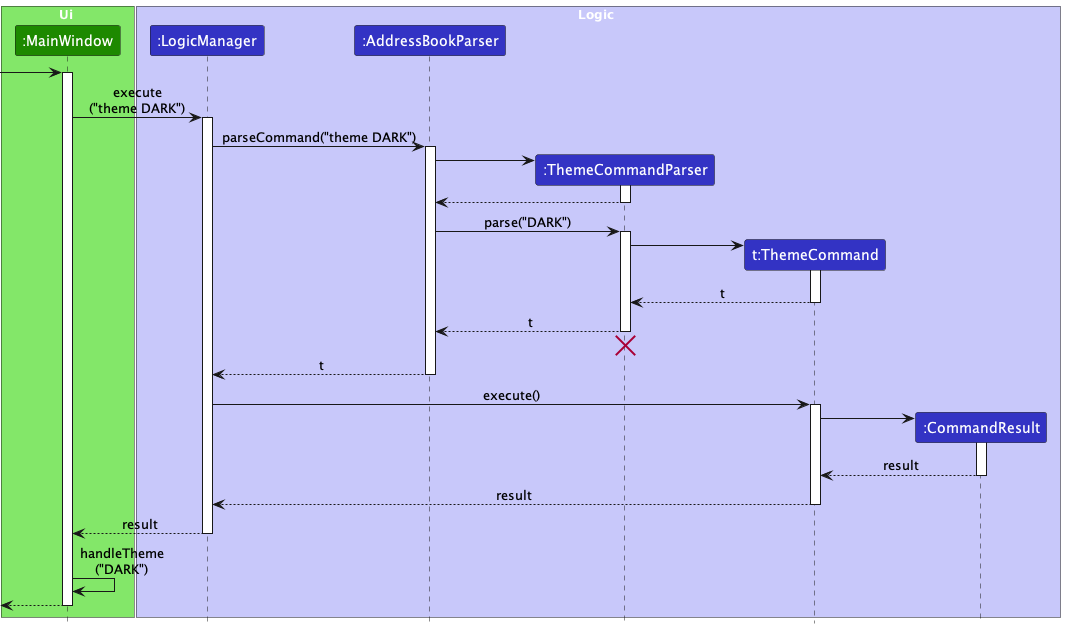 Ui
Logic
:MainWindow
:LogicManager
:AddressBookParser
execute
("theme DARK")
parseCommand("theme DARK")
:ThemeCommandParser
parse("DARK")
t:ThemeCommand
t
t
t
execute()
:CommandResult
result
result
result
handleTheme
("DARK")